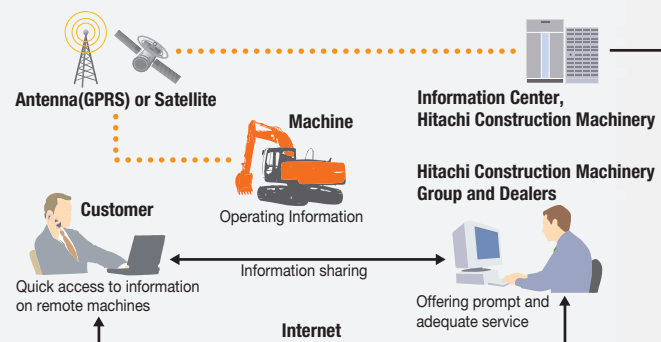 Antenna(GPRS) or Satellite
Information Center,
Hitachi Construction Machinery
Machine
Operating Information
Hitachi Construction Machinery
Group and Dealers
Customer
Information sharing
Quick access to information
on remote machines
Offering prompt and
adequate service
Internet